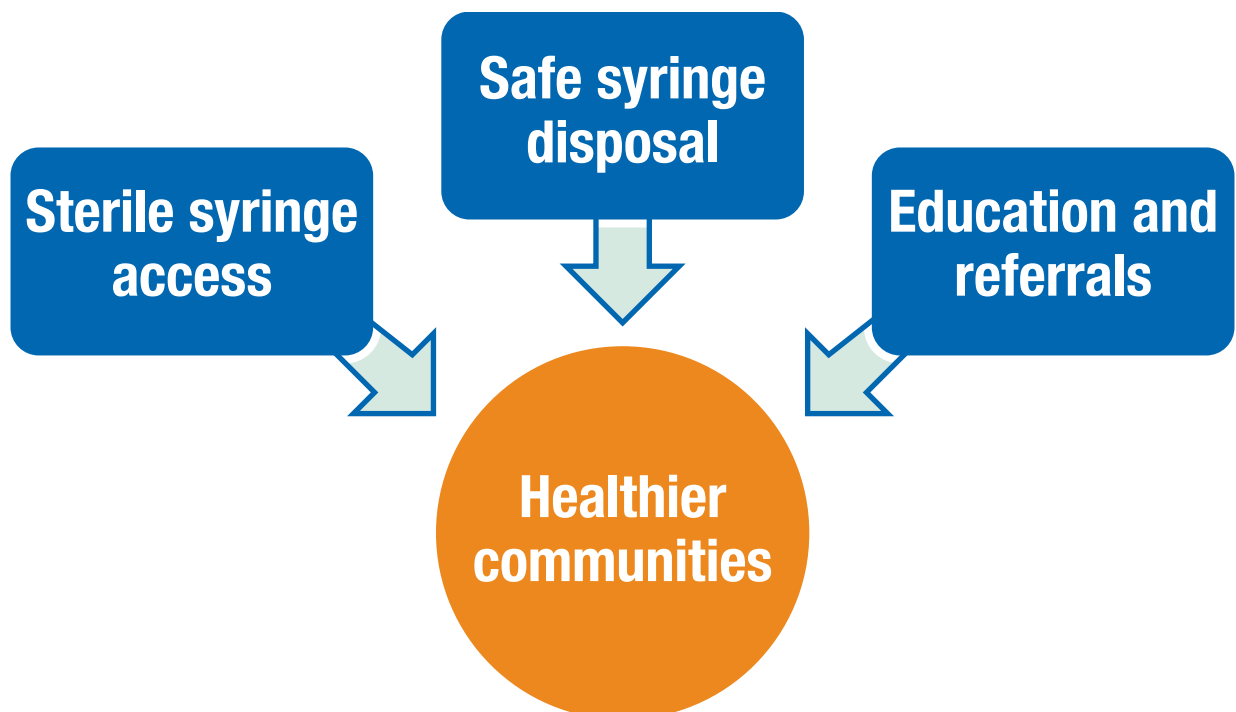 Safe syringe
disposal
Sterile syringe
access
Education and
referrals
Healthier
communities